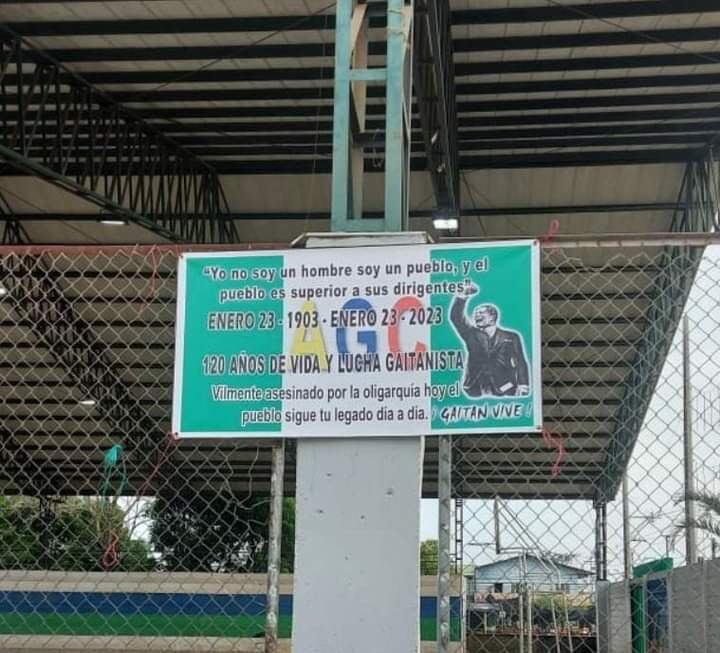 "Yo no soy un hombre soy un pueblo, y el
pueblo es superior a sus dirigentes"
ENERO 23 - 1903 - ENERO 23 - 2023
AGC
120 AÑOS DE VIDA Y LUCHA GAITANISTA
Vilmente asesinado por la oligarquía hoy el
pueblo sigue tu legado día a día. ¡ GAITAN VIVE !